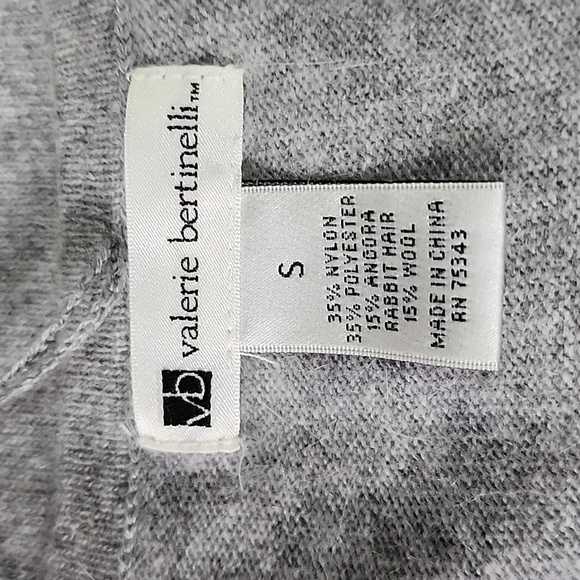 vb valerie bertinelli™
S
35% NYLON
35% POLYESTER
15% ANGORA
RABBIT HAIR
15% WOOL
MADE IN CHINA
RN 75343